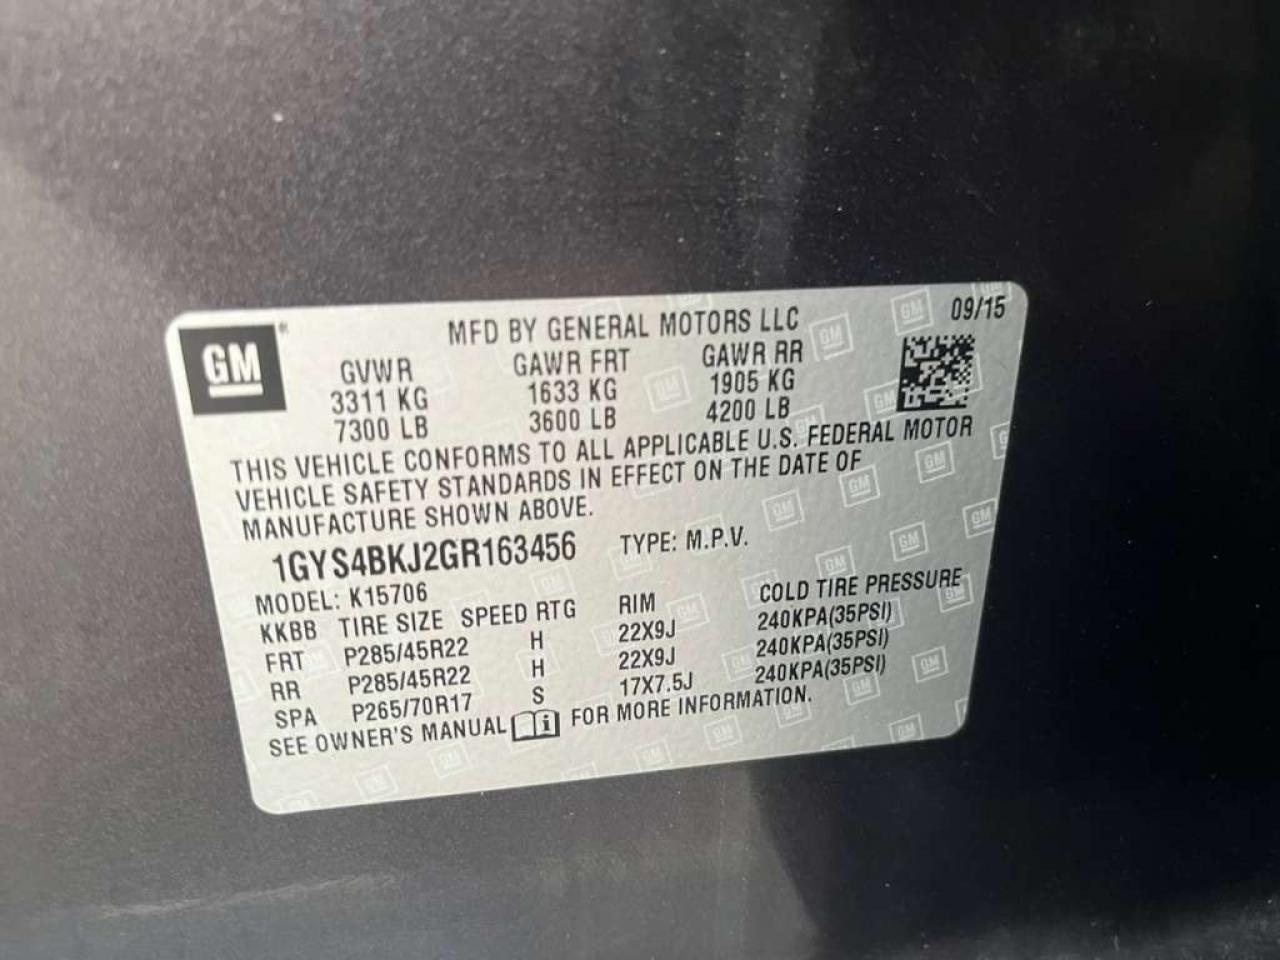 GM
MFD BY GENERAL MOTORS LLC 09/15
GVWR GAWR FRT GAWR RR
3311 KG 1633 KG 1905 KG
7300 LB 3600 LB 4200 LB
THIS VEHICLE CONFORMS TO ALL APPLICABLE U.S. FEDERAL MOTOR
VEHICLE SAFETY STANDARDS IN EFFECT ON THE DATE OF
MANUFACTURE SHOWN ABOVE.
1GYS4BKJ2GR163456 TYPE: M.P.V.
MODEL: K15706
KKBB TIRE SIZE SPEED RTG RIM COLD TIRE PRESSURE
FRT P285/45R22 H 22X9J 240KPA(35PSI)
RR P285/45R22 H 22X9J 240KPA(35PSI)
SPA P265/70R17 S 17X7.5J 240KPA(35PSI)
SEE OWNER'S MANUAL i FOR MORE INFORMATION.